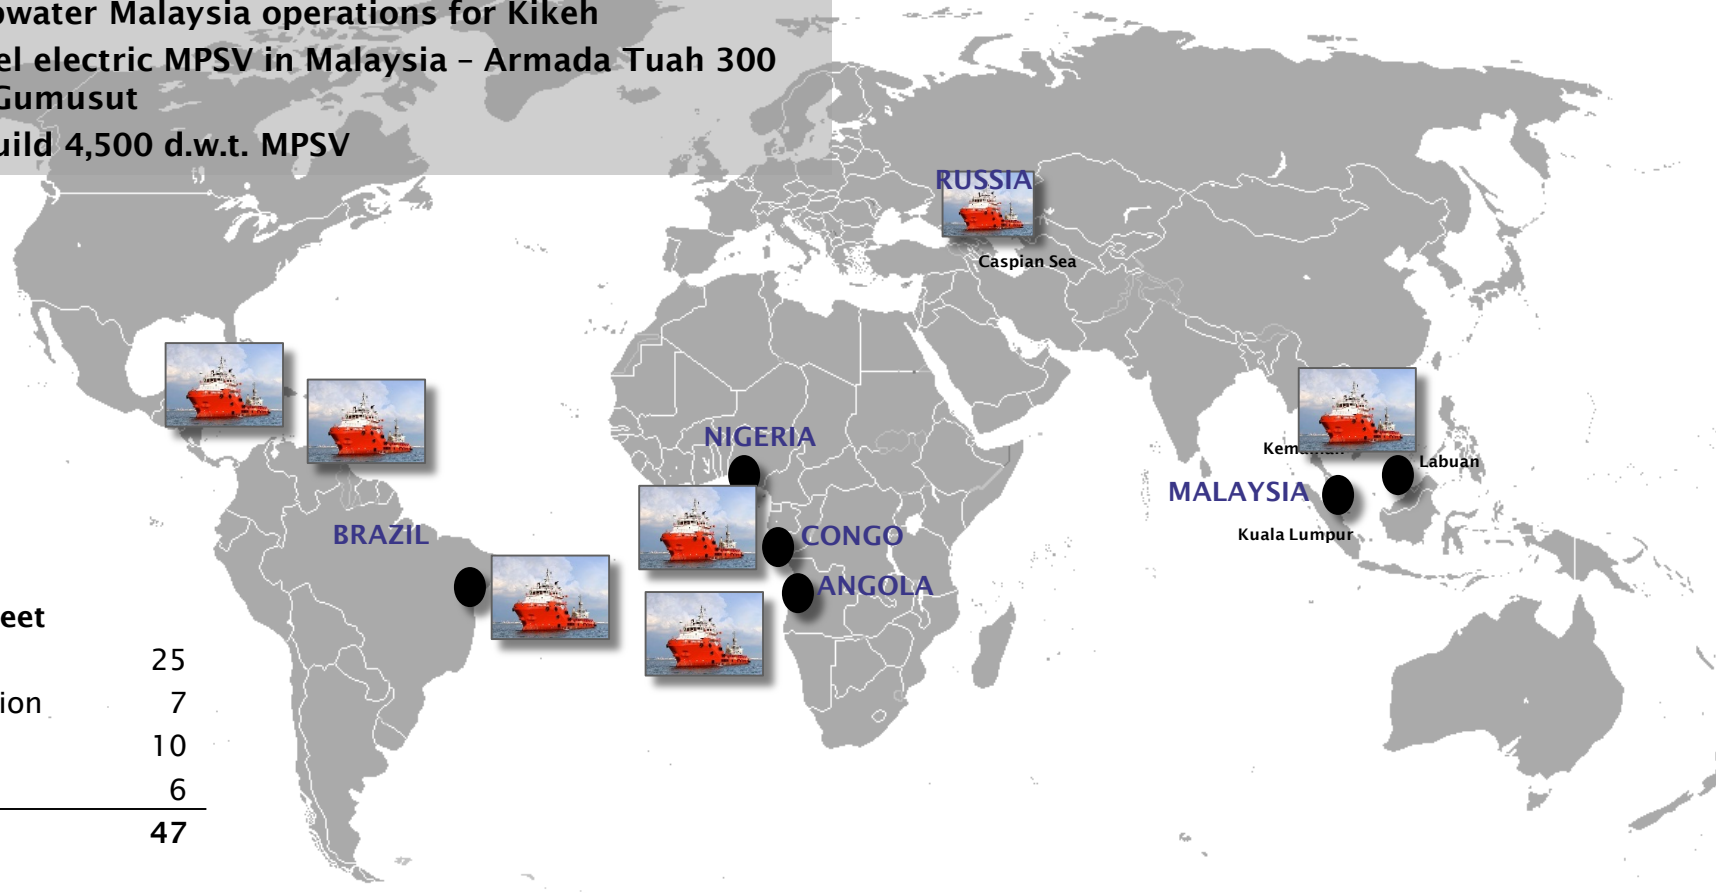 water Malaysia operations for Kikeh
el electric MPSV in Malaysia – Armada Tuah 300
Gumusut
uild 4,500 d.w.t. MPSV
RUSSIA
Caspian Sea
NIGERIA
Labuan
MALAYSIA
BRAZIL
CONGO
Kuala Lumpur
ANGOLA
eet
25
ion 7
10
6
47